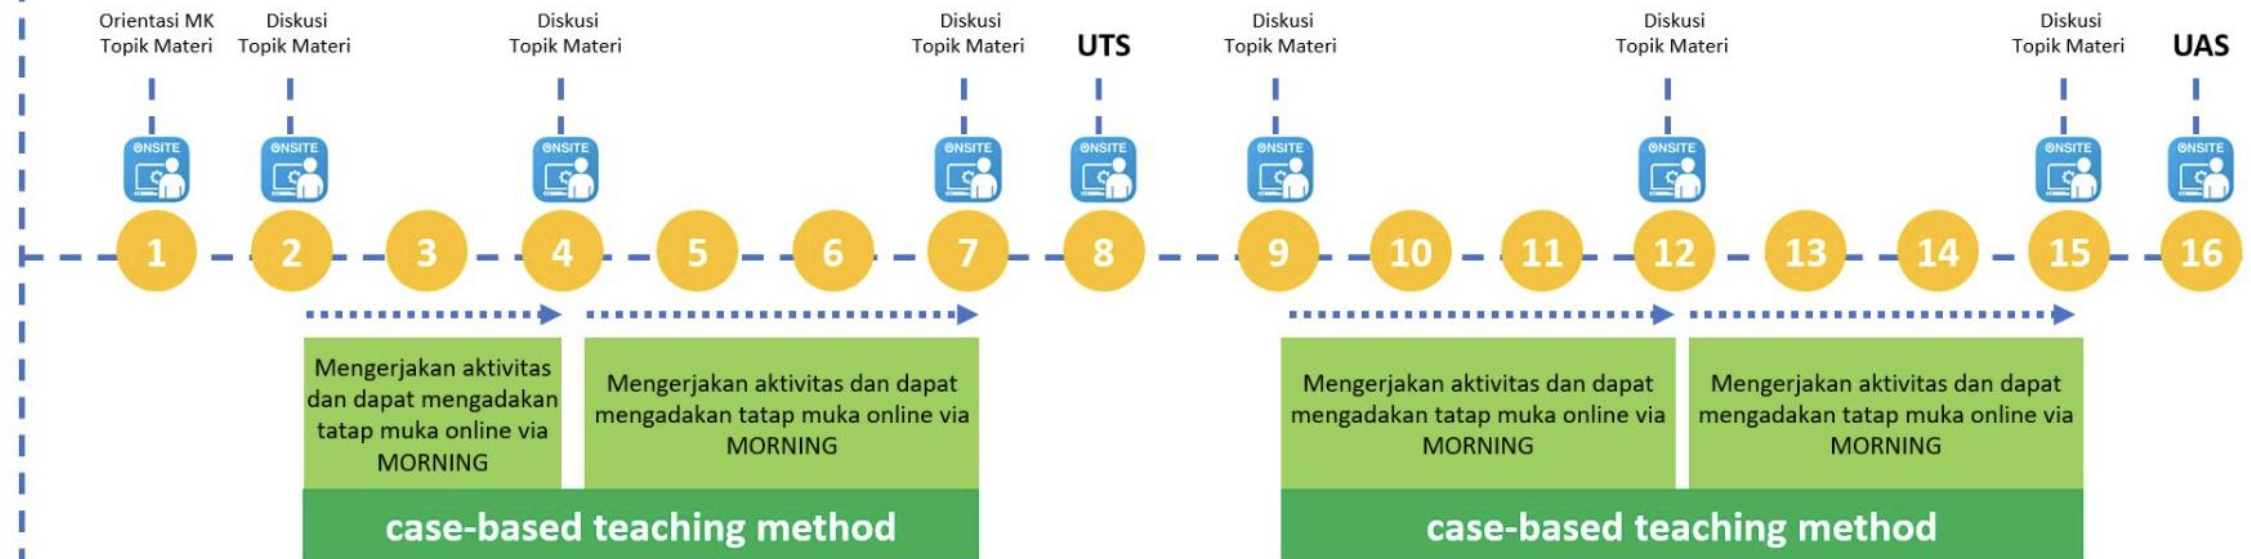 Orientasi MK
Topik Materi
Diskusi
Topik Materi
Diskusi
Topik Materi
Diskusi
Topik Materi
UTS
Diskusi
Topik Materi
Diskusi
Topik Materi
Diskusi
Topik Materi
UAS
ONSITE
ONSITE
ONSITE
ONSITE
ONSITE
ONSITE
ONSITE
ONSITE
ONSITE
1
2
3
4
5
6
7
8
9
10
11
12
13
14
15
16
Mengerjakan aktivitas
dan dapat mengadakan
tatap muka online via
MORNING
Mengerjakan aktivitas dan dapat
mengadakan tatap muka online via
MORNING
Mengerjakan aktivitas dan dapat
mengadakan tatap muka online via
MORNING
Mengerjakan aktivitas dan dapat
mengadakan tatap muka online via
MORNING
case-based teaching method
case-based teaching method